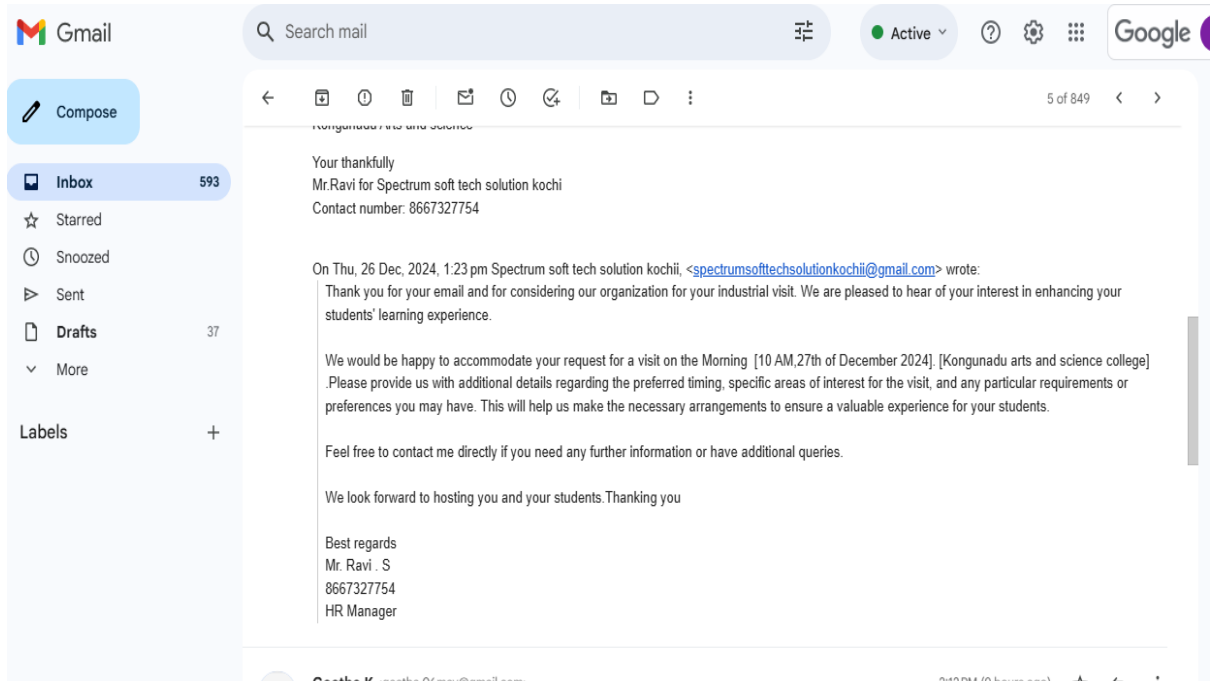 Gmail
Search mail
Active
Google
Compose
5 of 849
Inbox 593
Starred
Snoozed
Sent
Drafts 37
More
Labels
Kongunadu Arts and science
Your thankfully
Mr.Ravi for Spectrum soft tech solution kochi
Contact number: 8667327754
On Thu, 26 Dec, 2024, 1:23 pm Spectrum soft tech solution kochii, <spectrumsofttechsolutionkochii@gmail.com> wrote:
Thank you for your email and for considering our organization for your industrial visit. We are pleased to hear of your interest in enhancing your
students' learning experience.
We would be happy to accommodate your request for a visit on the Morning [10 AM,27th of December 2024]. [Kongunadu arts and science college]
.Please provide us with additional details regarding the preferred timing, specific areas of interest for the visit, and any particular requirements or
preferences you may have. This will help us make the necessary arrangements to ensure a valuable experience for your students.
Feel free to contact me directly if you need any further information or have additional queries.
We look forward to hosting you and your students.Thanking you
Best regards
Mr. Ravi . S
8667327754
HR Manager